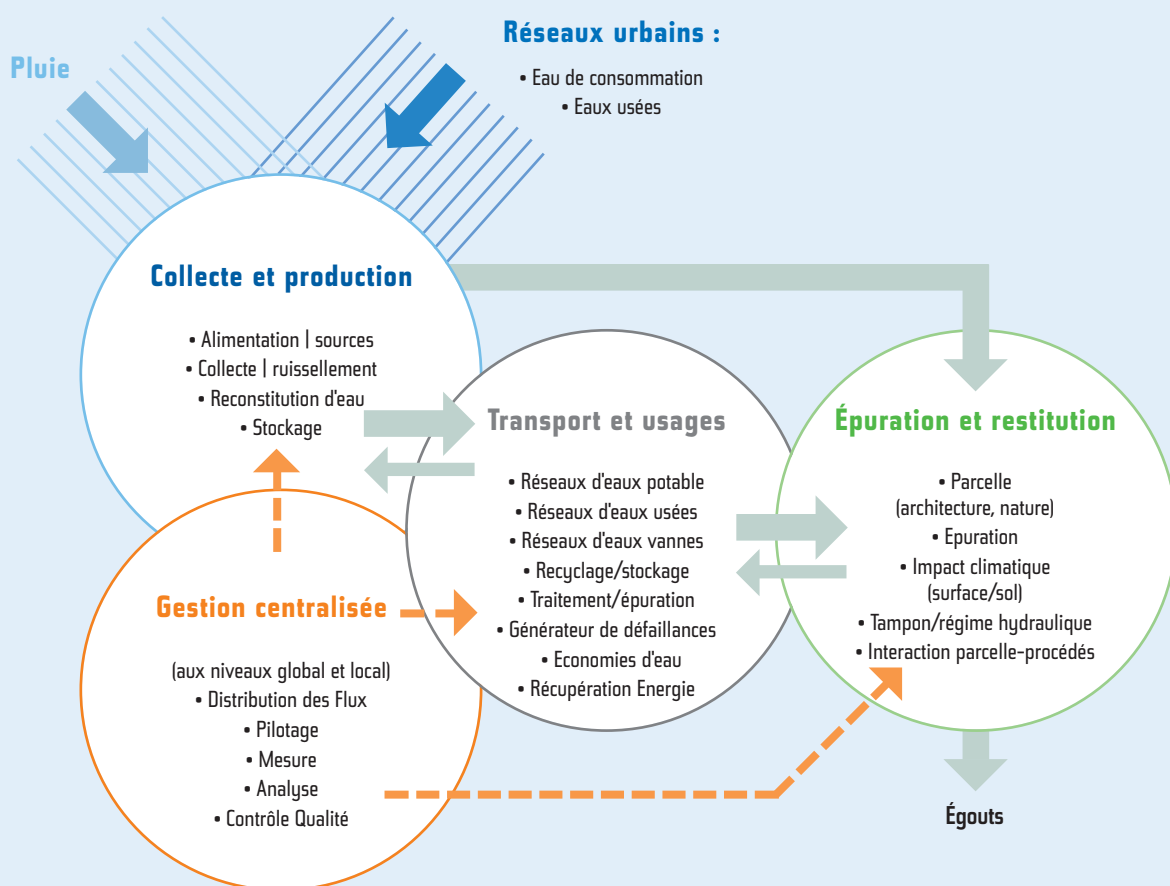 Pluie
Réseaux urbains :
• Eau de consommation
• Eaux usées
Collecte et production
• Alimentation | sources
• Collecte | ruissellement
• Reconstitution d'eau
• Stockage
Transport et usages
• Réseaux d'eaux potable
• Réseaux d'eaux usées
• Réseaux d'eaux vannes
• Recyclage/stockage
• Traitement/épuration
• Générateur de défaillances
• Economies d'eau
• Récupération Energie
Épuration et restitution
• Parcelle
(architecture, nature)
• Epuration
• Impact climatique
(surface/sol)
• Tampon/régime hydraulique
• Interaction parcelle-procédés
Gestion centralisée
(aux niveaux global et local)
• Distribution des Flux
• Pilotage
• Mesure
• Analyse
• Contrôle Qualité
Égouts